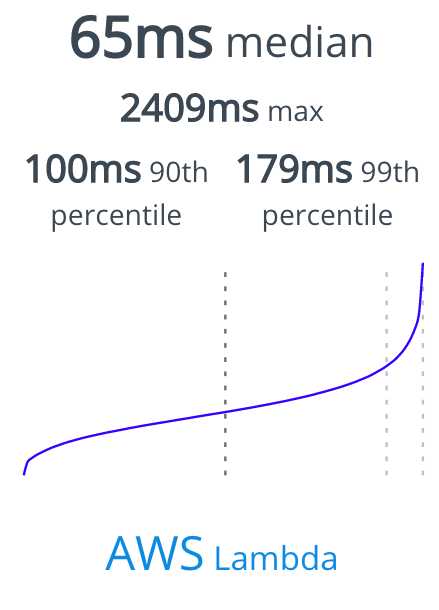 65ms median
2409ms max
100ms 90th percentile
179ms 99th percentile
AWS Lambda